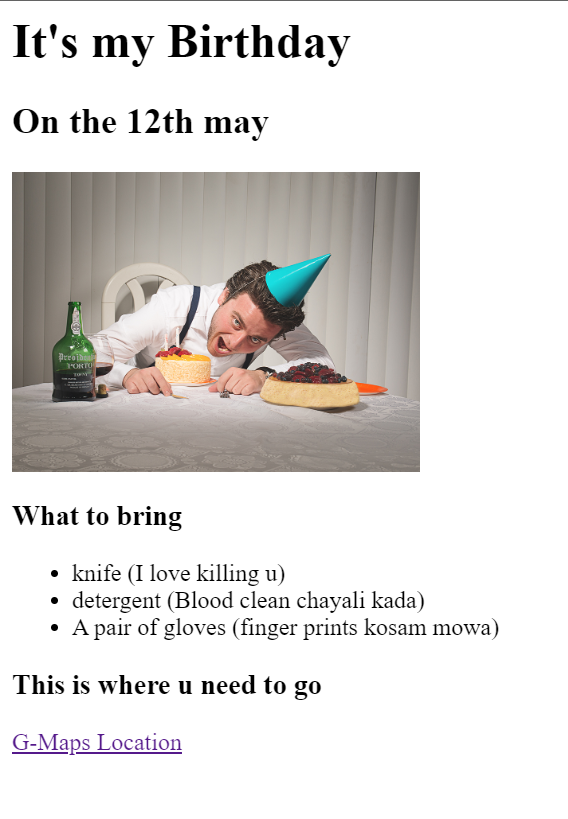 It's my Birthday
On the 12th may
PORTO
What to bring
knife (I love killing u)
detergent (Blood clean chayali kada)
A pair of gloves (finger prints kosam mowa)
This is where u need to go
G-Maps Location